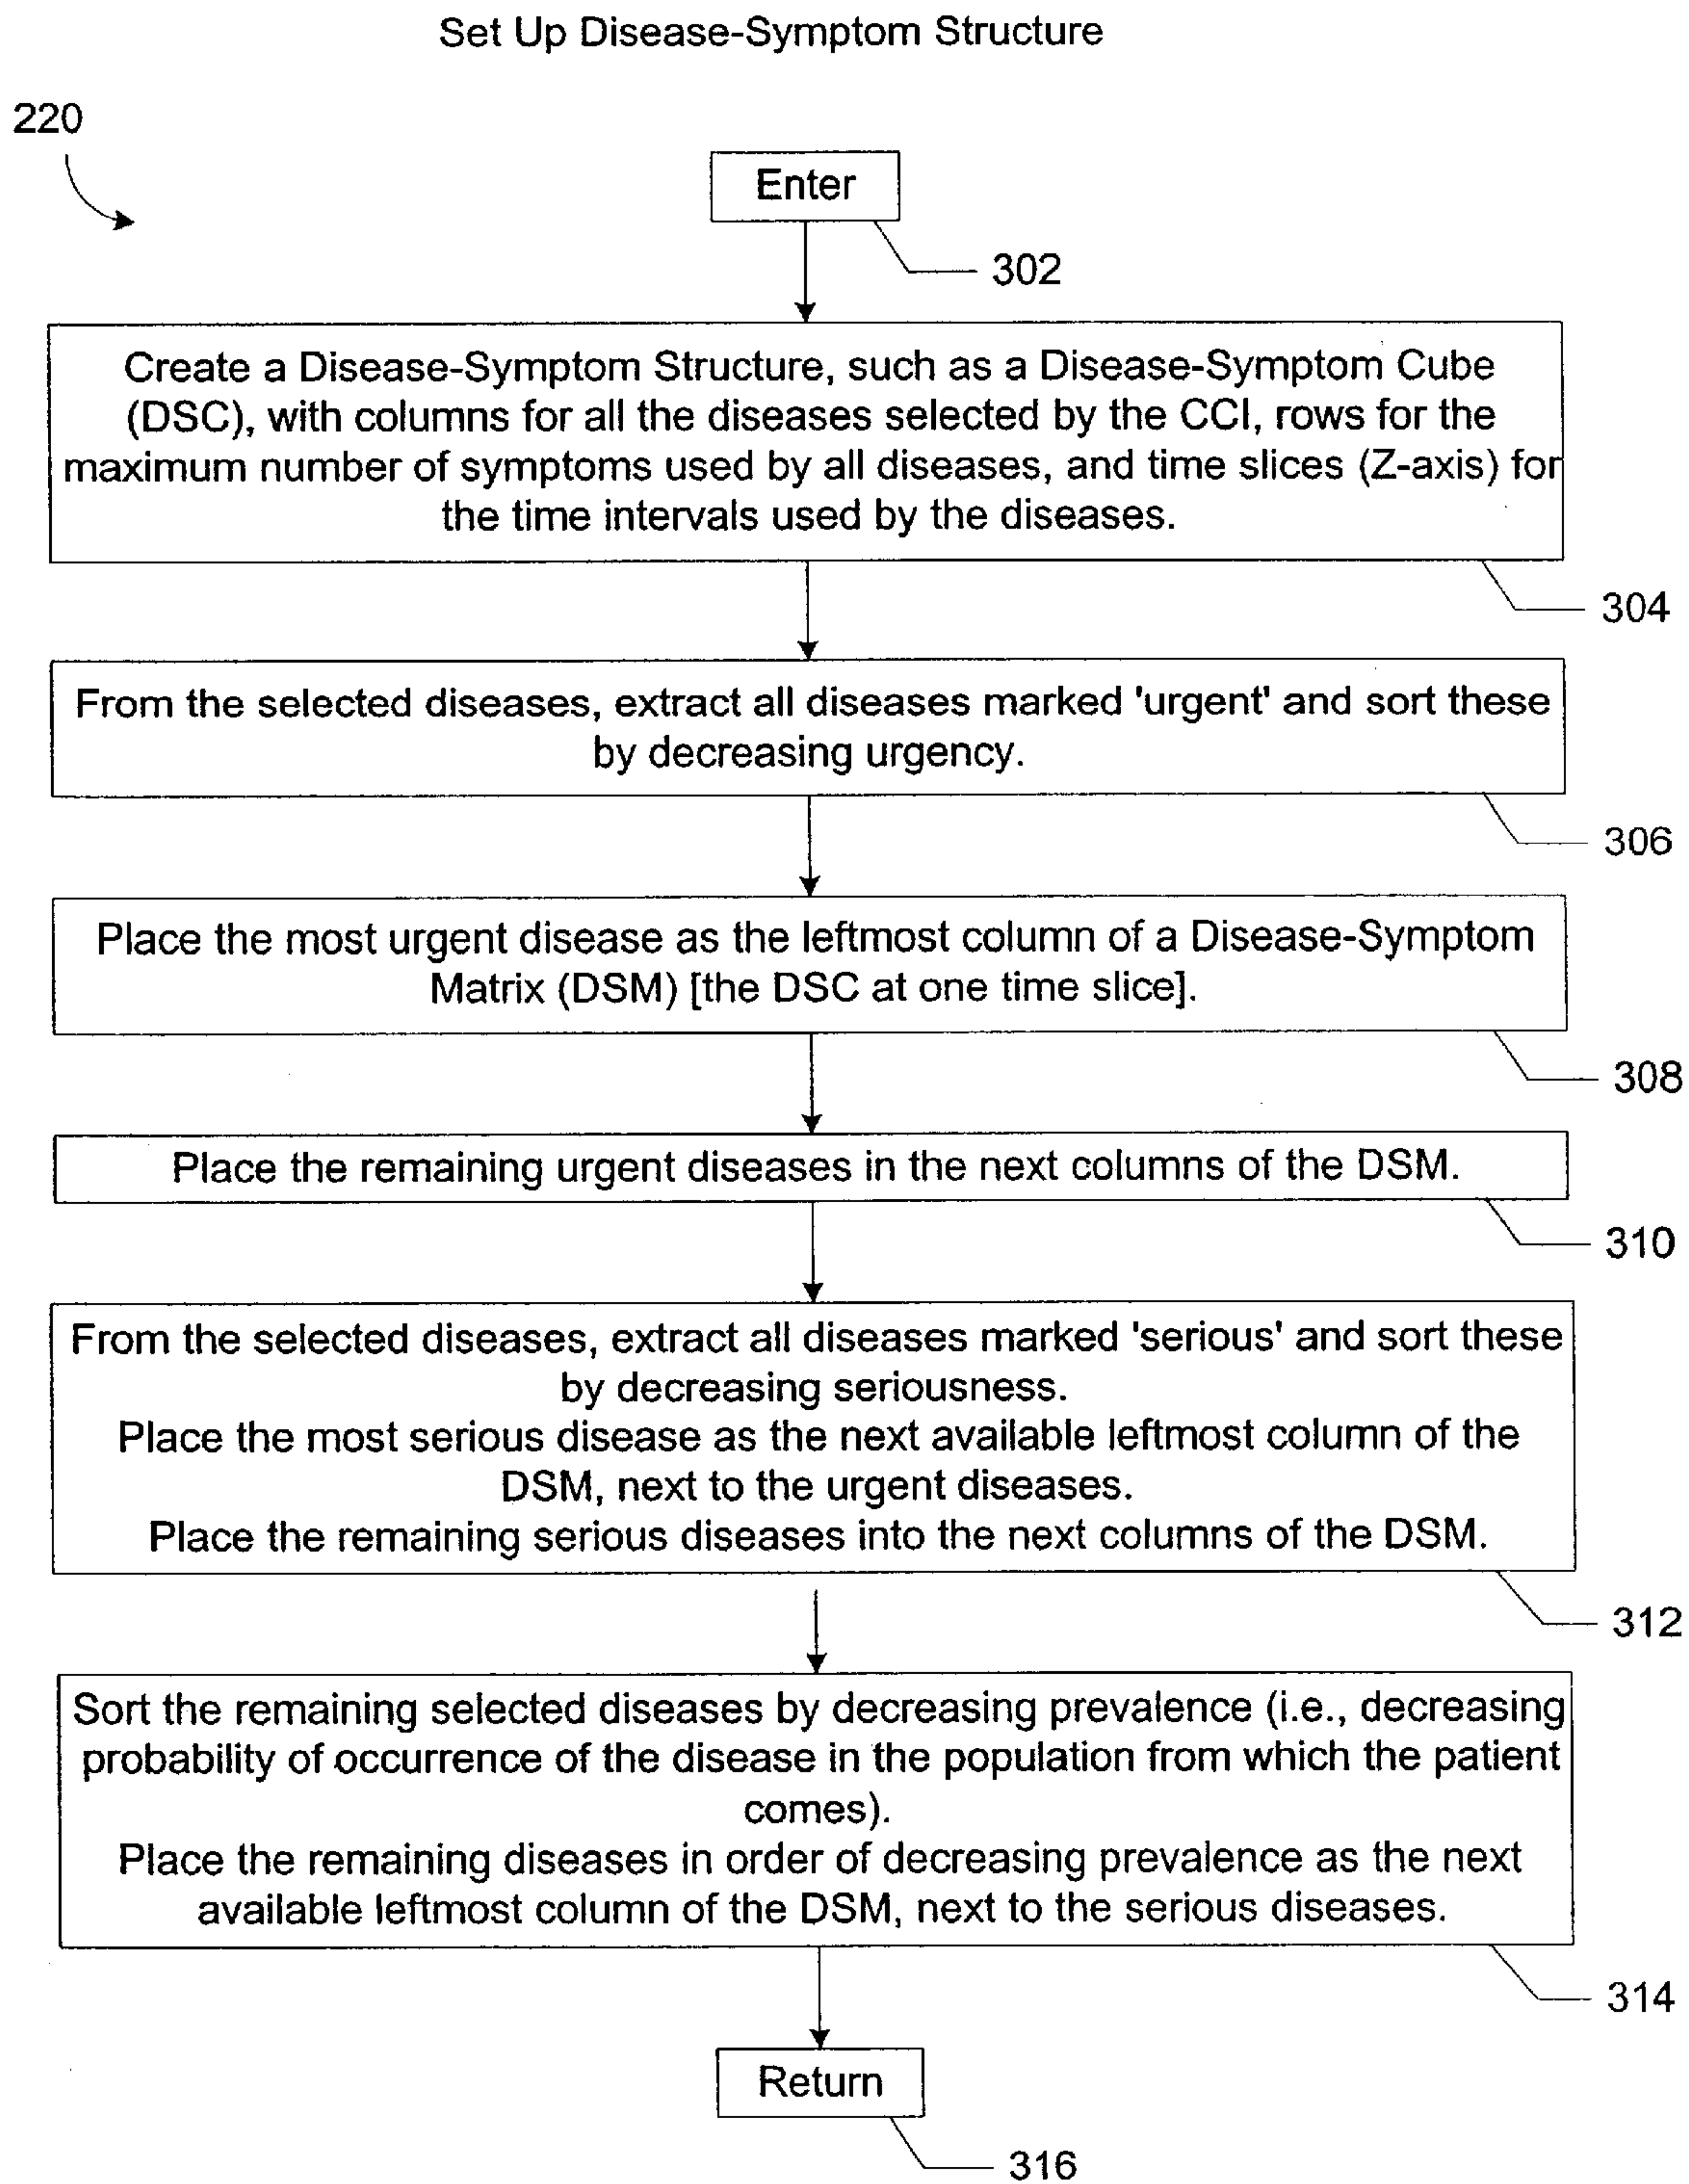 Set Up Disease-Symptom Structure
220
Enter
302
Create a Disease-Symptom Structure, such as a Disease-Symptom Cube
(DSC), with columns for all the diseases selected by the CCI, rows for the
maximum number of symptoms used by all diseases, and time slices (Z-axis) for
the time intervals used by the diseases.
304
From the selected diseases, extract all diseases marked 'urgent' and sort these
by decreasing urgency.
306
Place the most urgent disease as the leftmost column of a Disease-Symptom
Matrix (DSM) [the DSC at one time slice].
308
Place the remaining urgent diseases in the next columns of the DSM.
310
From the selected diseases, extract all diseases marked 'serious' and sort these
by decreasing seriousness.
Place the most serious disease as the next available leftmost column of the
DSM, next to the urgent diseases.
Place the remaining serious diseases into the next columns of the DSM.
312
Sort the remaining selected diseases by decreasing prevalence (i.e., decreasing
probability of occurrence of the disease in the population from which the patient
comes).
Place the remaining diseases in order of decreasing prevalence as the next
available leftmost column of the DSM, next to the serious diseases.
314
Return
316